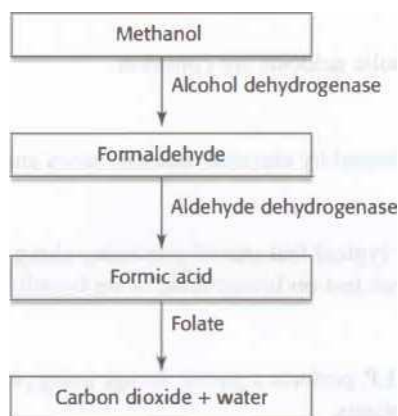 Methanol
Alcohol dehydrogenase
Formaldehyde
Aldehyde dehydrogenase
Formic acid
Folate
Carbon dioxide + water